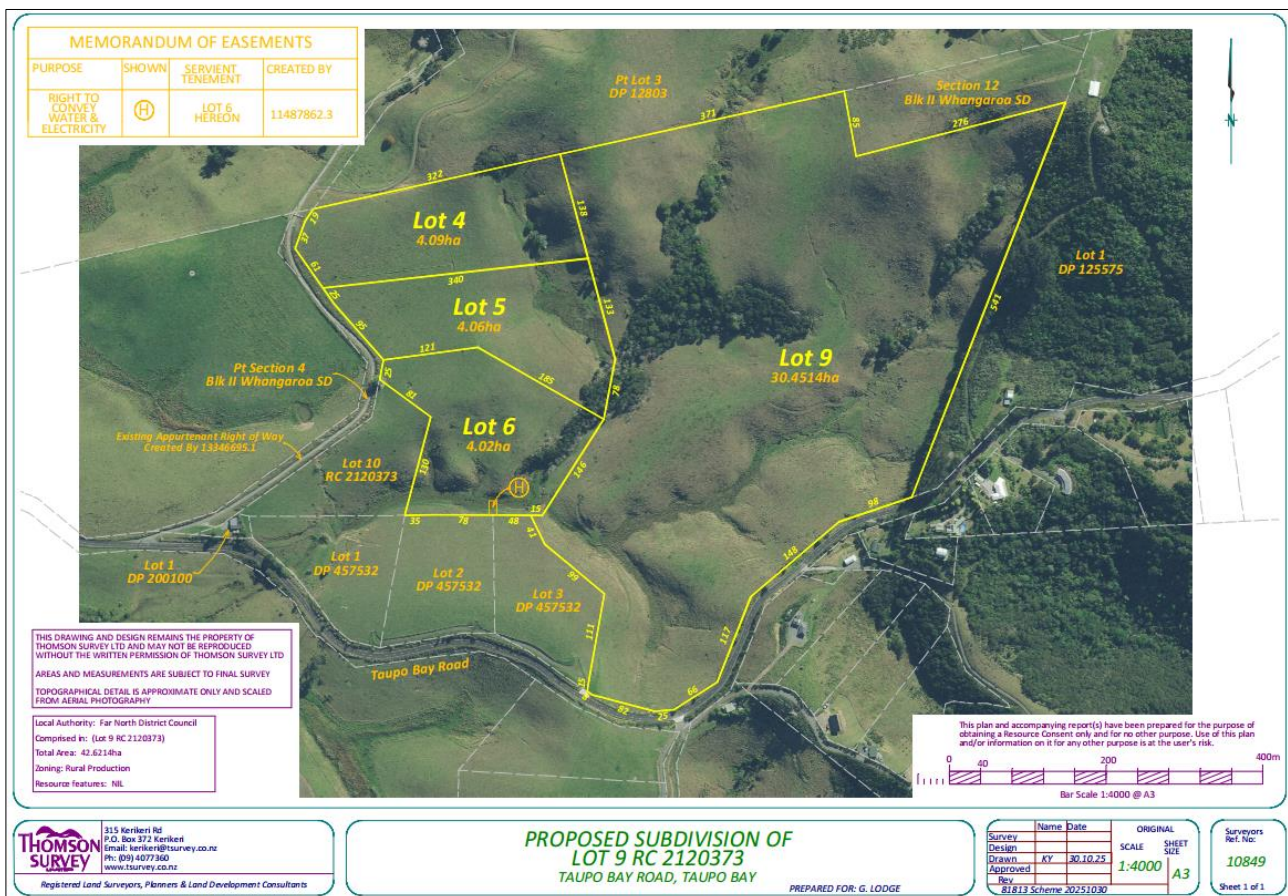 MEMORANDUM OF EASEMENTS
PURPOSE
SHOWN
SERVIENT
TENEMENT
CREATED BY
RIGHT TO
CONVEY
WATER &
ELECTRICITY
H
LOT 6
HEREON
11487862.3
Pt Lot 3
DP 12803
Section 12
Blk II Whangaroa SD
N
371
85
276
322
19
37
61
138
Lot 4
4.09ha
Lot 1
DP 125575
340
25
95
Lot 5
4.06ha
133
541
121
185
78
Lot 9
30.4514ha
Pt Section 4
Blk II Whangaroa SD
25
81
Lot 6
4.02ha
Existing Appurtenant Right of Way
Created By 13346695.1
Lot 10
RC 2120373
130
146
H
35
78
48
15
41
98
148
Lot 1
DP 200100
Lot 1
DP 457532
Lot 2
DP 457532
Lot 3
DP 457532
99
111
117
Taupo Bay Road
15
82
25
66
THIS DRAWING AND DESIGN REMAINS THE PROPERTY OF
THOMSON SURVEY LTD AND MAY NOT BE REPRODUCED
WITHOUT THE WRITTEN PERMISSION OF THOMSON SURVEY LTD
AREAS AND MEASUREMENTS ARE SUBJECT TO FINAL SURVEY
TOPOGRAPHICAL DETAIL IS APPROXIMATE ONLY AND SCALED
FROM AERIAL PHOTOGRAPHY
Local Authority: Far North District Council
Comprised in: (Lot 9 RC 2120373)
Total Area: 42.6214ha
Zoning: Rural Production
Resource features: NIL
This plan and accompanying report(s) have been prepared for the purpose of
obtaining a Resource Consent only and for no other purpose. Use of this plan
and/or information on it for any other purpose is at the user's risk.
0 40 200 400m
Bar Scale 1:4000 @ A3
THOMSON
SURVEY
315 Kerikeri Rd
P.O. Box 372 Kerikeri
Email: kerikeri@tsurvey.co.nz
Ph: (09) 4077360
www.tsurvey.co.nz
Registered Land Surveyors, Planners & Land Development Consultants
PROPOSED SUBDIVISION OF
LOT 9 RC 2120373
TAUPO BAY ROAD, TAUPO BAY
PREPARED FOR: G. LODGE
Name Date
Survey
Design
Drawn KY 30.10.25
Approved
Rev
81813 Scheme 20251030
ORIGINAL
SCALE
SHEET
SIZE
1:4000
A3
Surveyors
Ref. No:
10849
Sheet 1 of 1